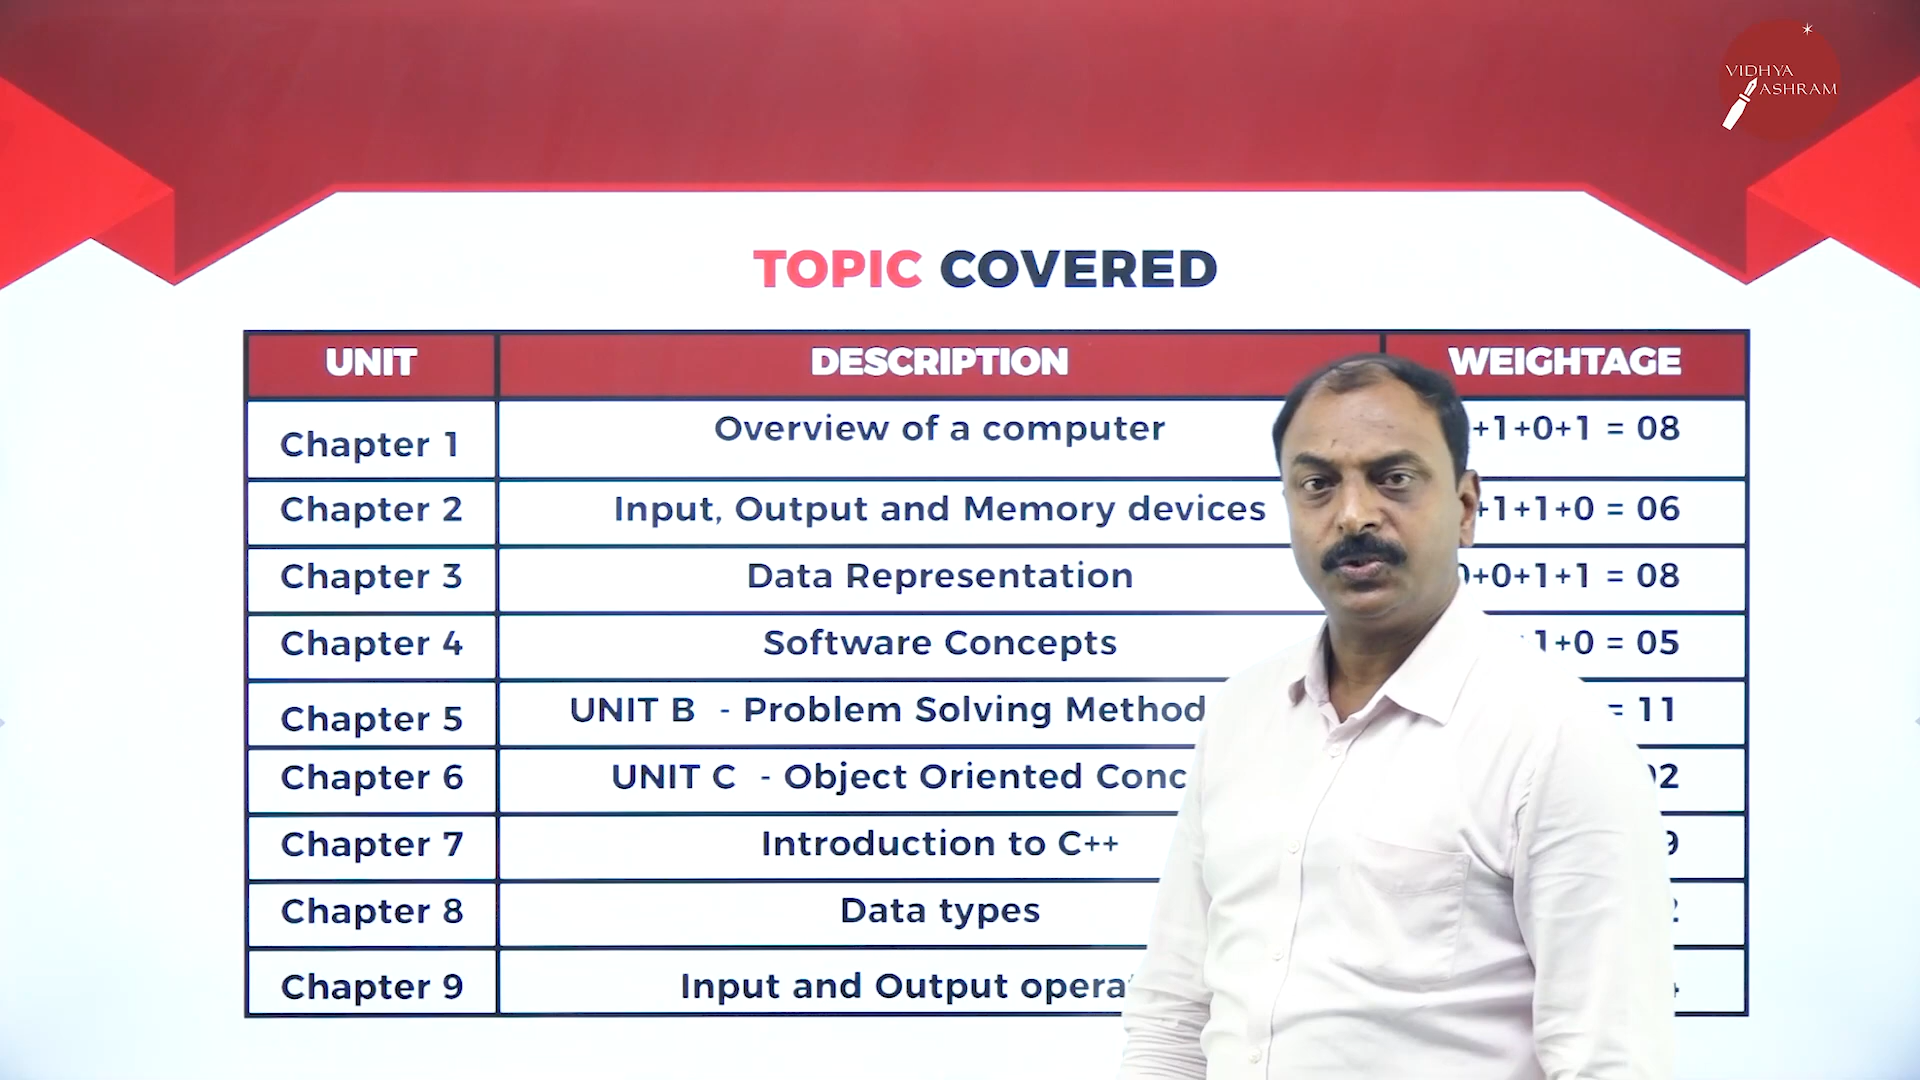 VIDHYA
ASHRAM
TOPIC COVERED
UNIT DESCRIPTION WEIGHTAGE
Chapter 1 Overview of a computer +1+0+1 = 08
Chapter 2 Input, Output and Memory devices +1+1+0 = 06
Chapter 3 Data Representation +0+1+1 = 08
Chapter 4 Software Concepts 1+0 = 05
Chapter 5 UNIT B - Problem Solving Method = 11
Chapter 6 UNIT C - Object Oriented
Chapter 7 Introduction to C++
Chapter 8 Data types
Chapter 9 Input and Output